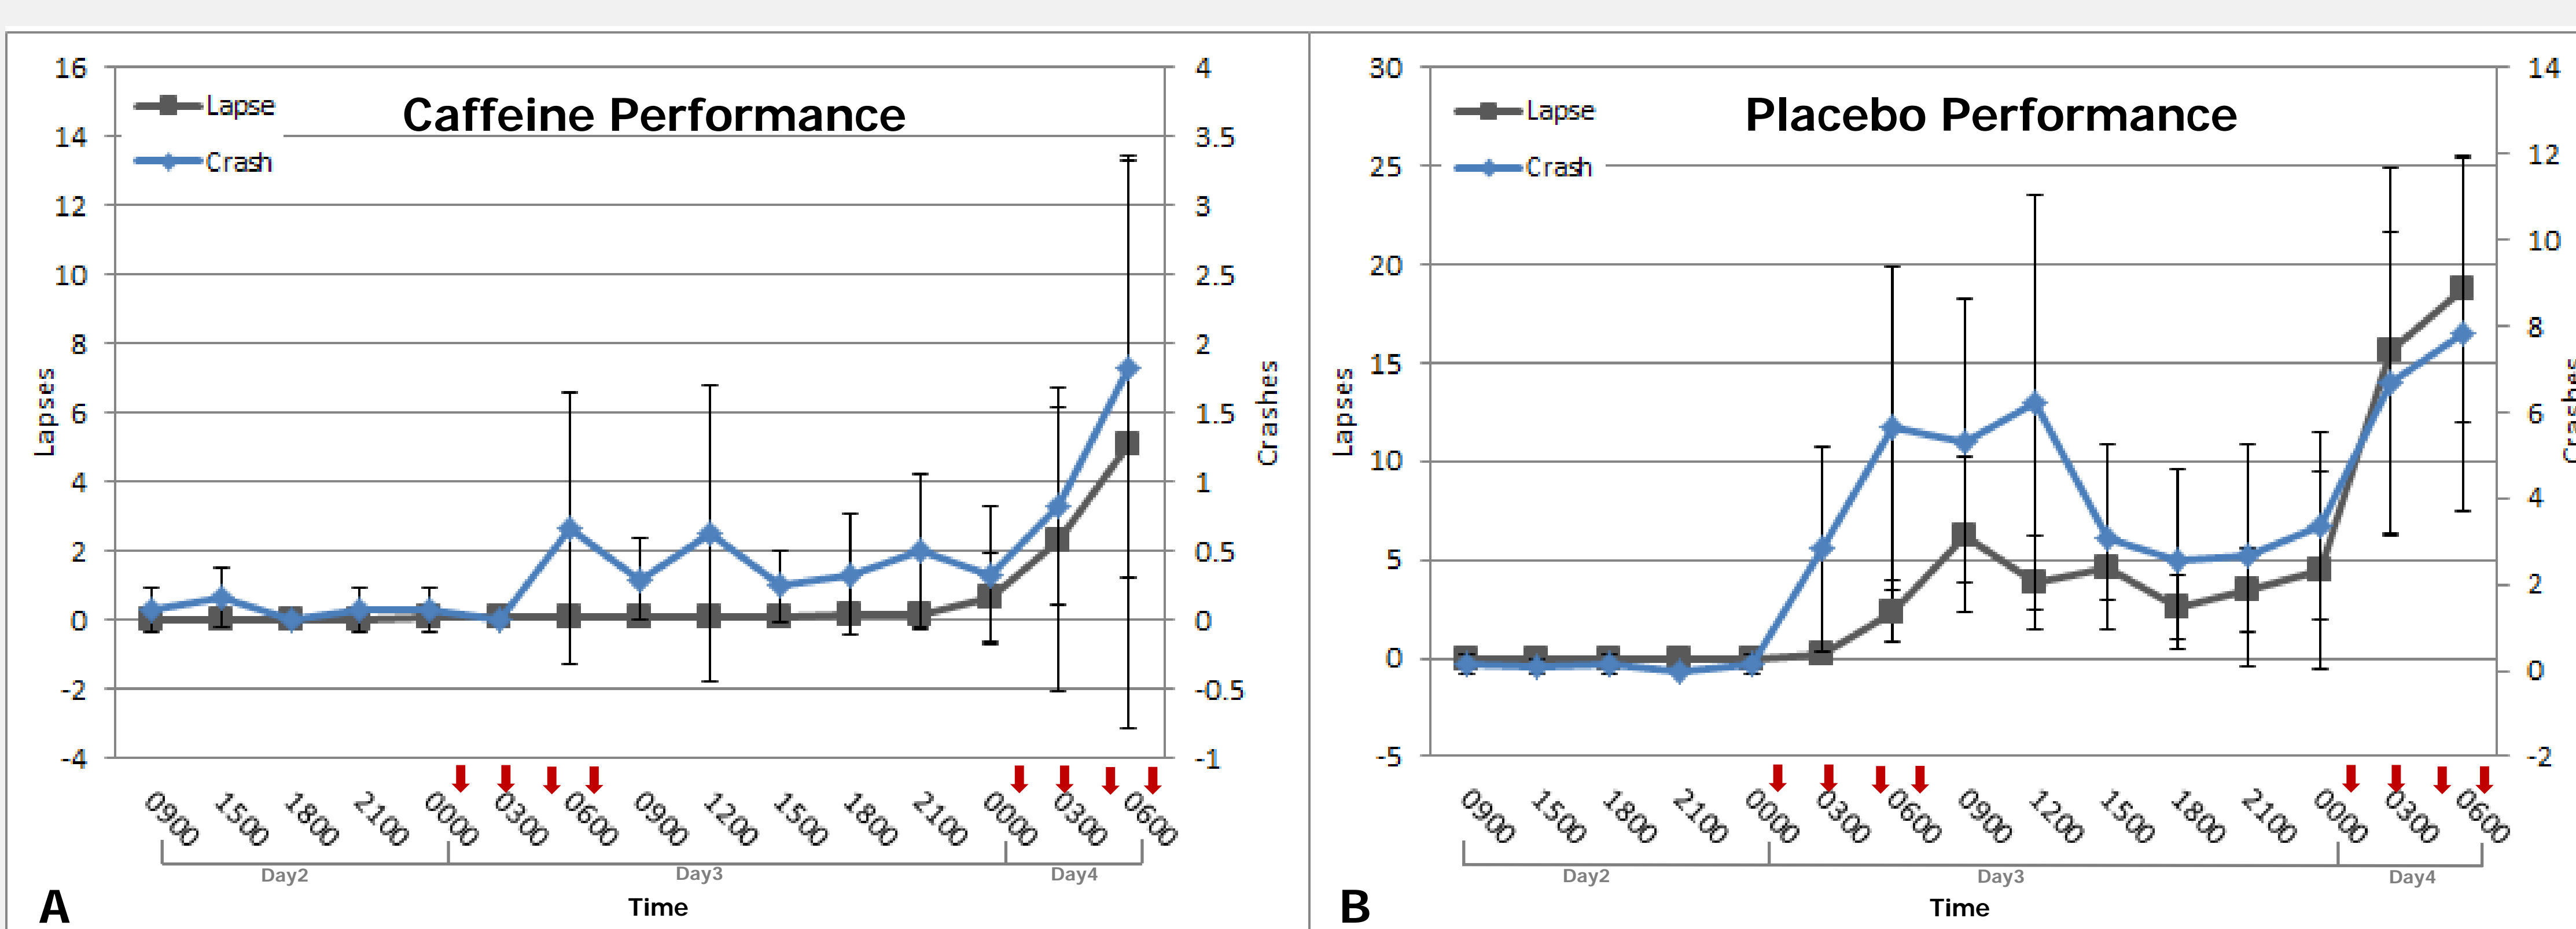 Caffeine Performance
Lapse
Crash
16
14
12
10
8
6
4
2
0
-2
-4
Lapses
4
3.5
3
2.5
2
1.5
1
0.5
0
-0.5
-1
Crashes
0900 1500 1800 2100 0000 0300 0600 0900 1200 1500 1800 2100 0000 0300 0600
Day2 Day3 Day4
Time
A
Placebo Performance
Lapse
Crash
30
25
20
15
10
5
0
-5
Lapses
14
12
10
8
6
4
2
0
-2
Crashes
0900 1500 1800 2100 0000 0300 0600 0900 1200 1500 1800 2100 0000 0300 0600
Day2 Day3 Day4
Time
B